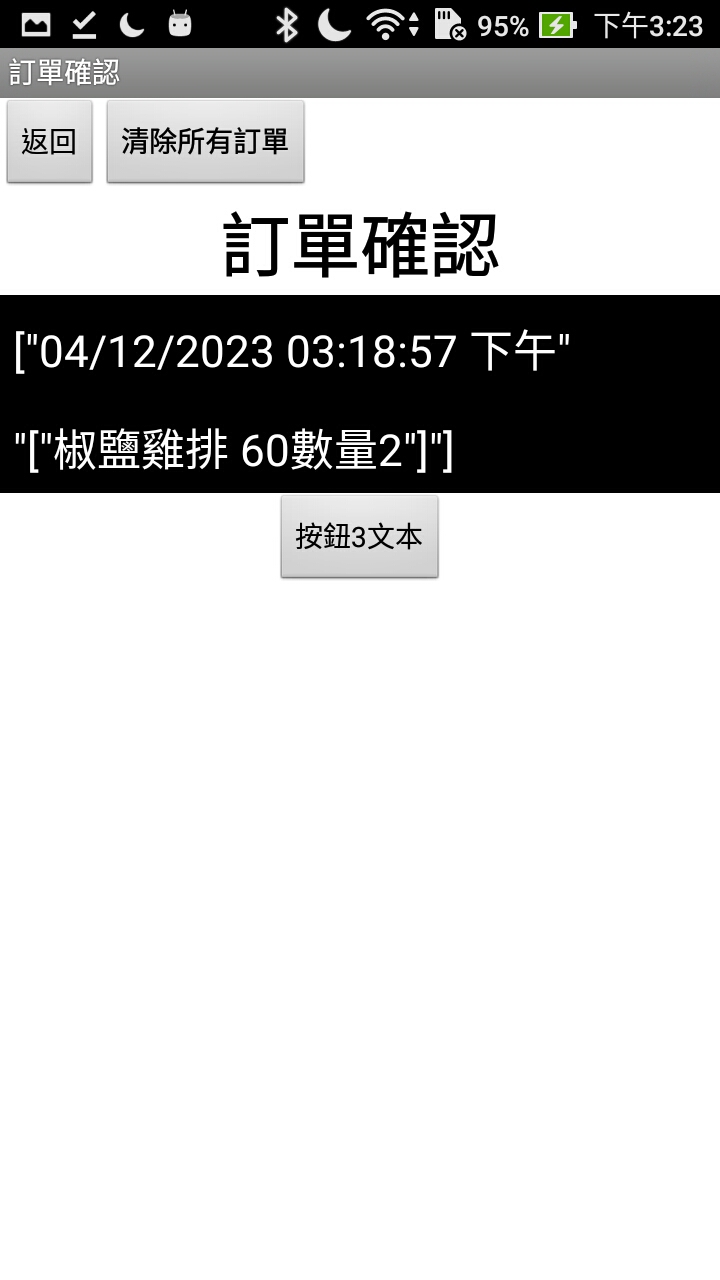 95% 下午3:23
訂單確認
返回 清除所有訂單
訂單確認
["04/12/2023 03:18:57 下午"
"["椒鹽雞排 60數量2"]"]
按鈕3文本